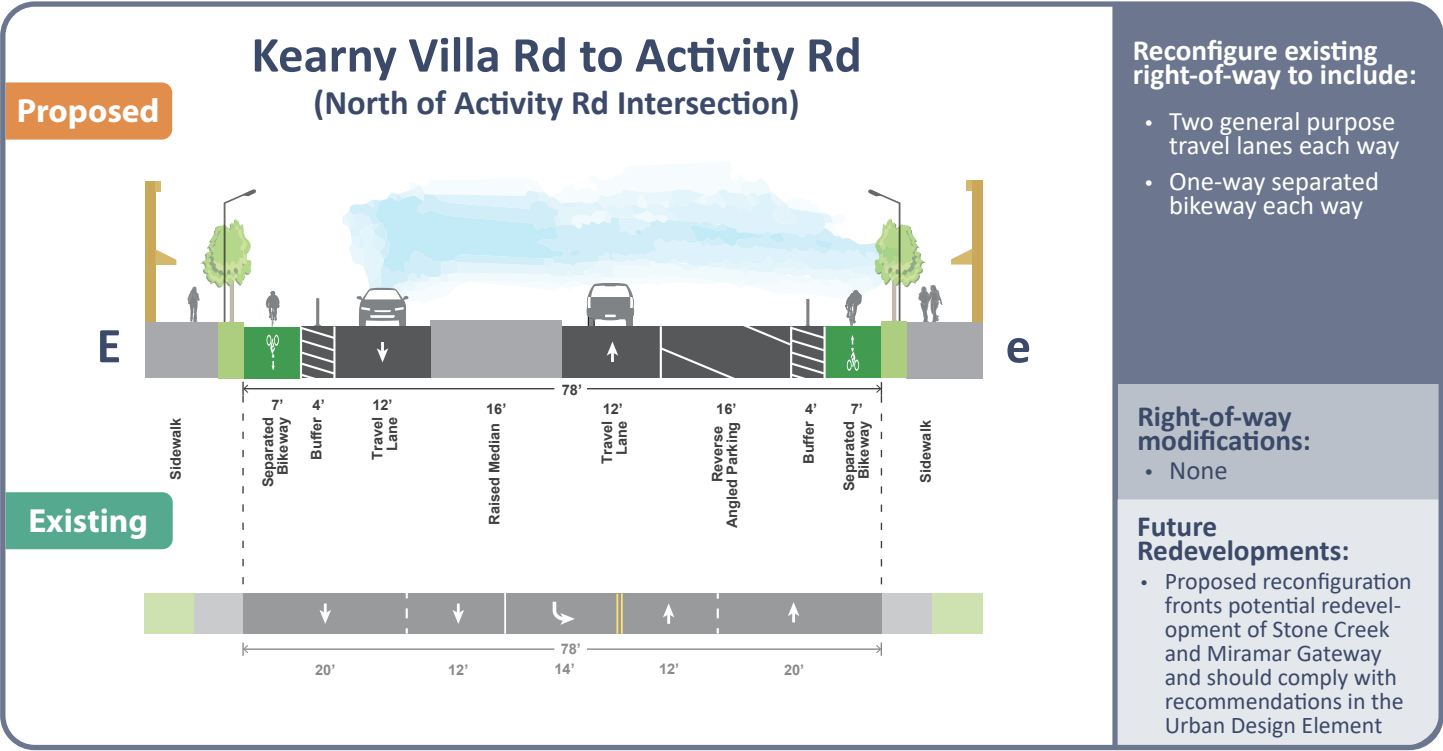 Kearny Villa Rd to Activity Rd
(North of Activity Rd Intersection)
Proposed
E
e
78’
7’
Separated
Bikeway
4’
Buffer
12’
Travel
Lane
16’
Raised Median
12’
Travel
Lane
16’
Reverse
Angled Parking
4’
Buffer
7’
Separated
Bikeway
Sidewalk
Sidewalk
Existing
78’
20’
12’
14’
12’
20’
Reconfigure existing
right-of-way to include:
• Two general purpose
travel lanes each way
• One-way separated
bikeway each way
Right-of-way
modifications:
• None
Future
Redevelopments:
• Proposed reconfiguration
fronts potential redevel-
opment of Stone Creek
and Miramar Gateway
and should comply with
recommendations in the
Urban Design Element